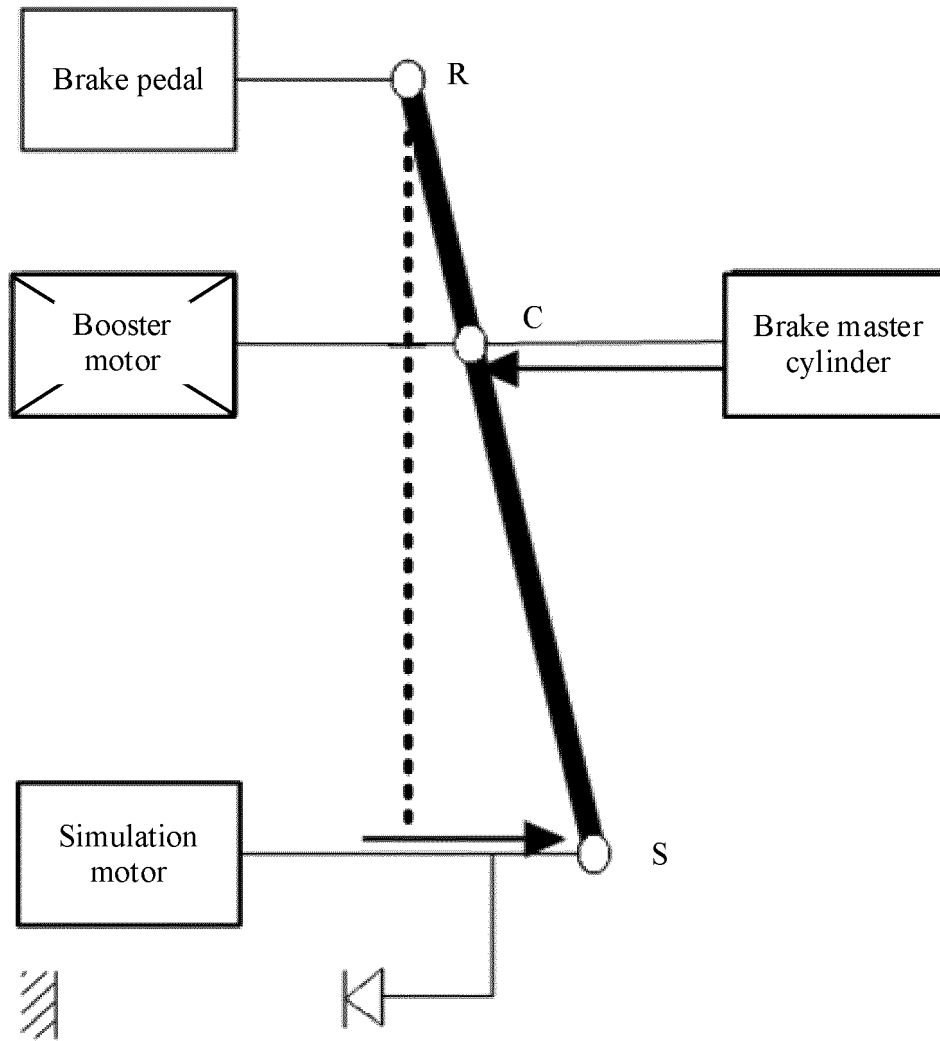 Brake pedal
R
Booster
motor
C
Brake master
cylinder
Simulation
motor
S